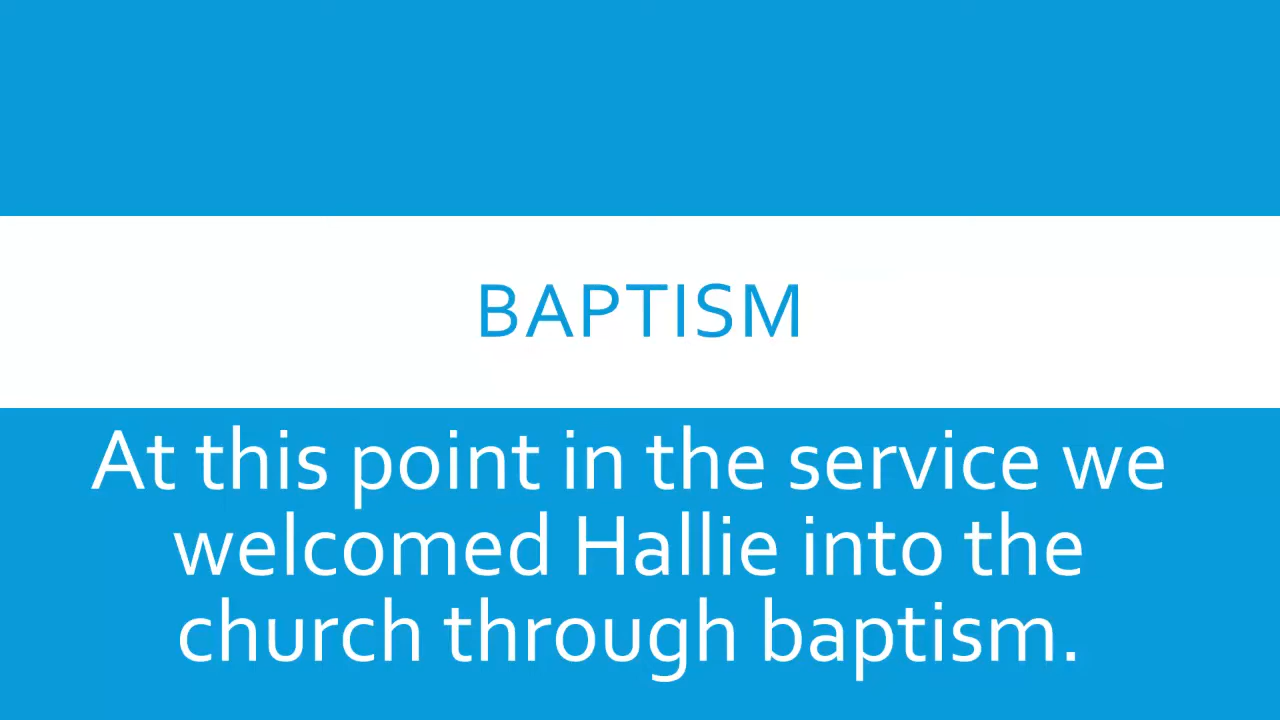 BAPTISM
At this point in the service we
welcomed Hallie into the
church through baptism.